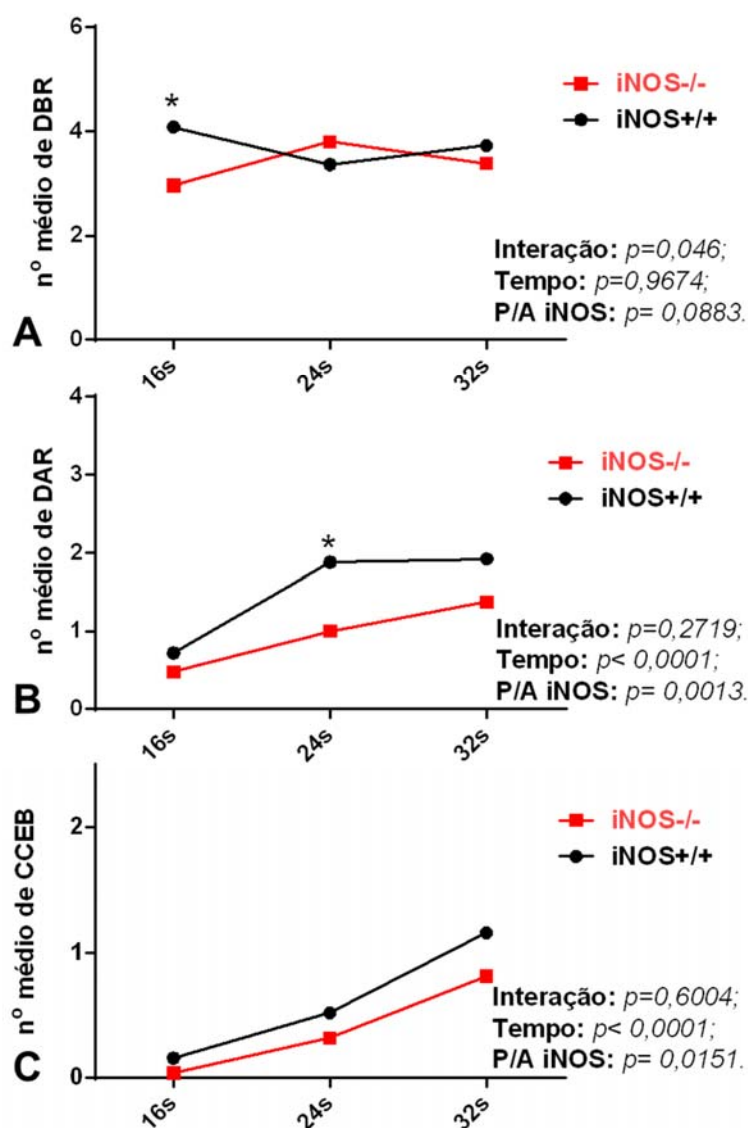 6
4
2
0
nº médio de DBR
*
iNOS-/-
iNOS+/+
Interação: p=0,046;
Tempo: p=0,9674;
P/A iNOS: p= 0,0883.
A
16s
24s
32s
4
3
2
1
0
nº médio de DAR
*
iNOS-/-
iNOS+/+
Interação: p=0,2719;
Tempo: p< 0,0001;
P/A iNOS: p= 0,0013.
B
16s
24s
32s
2
1
0
nº médio de CCEB
iNOS-/-
iNOS+/+
Interação: p=0,6004;
Tempo: p< 0,0001;
P/A iNOS: p= 0,0151.
C
16s
24s
32s